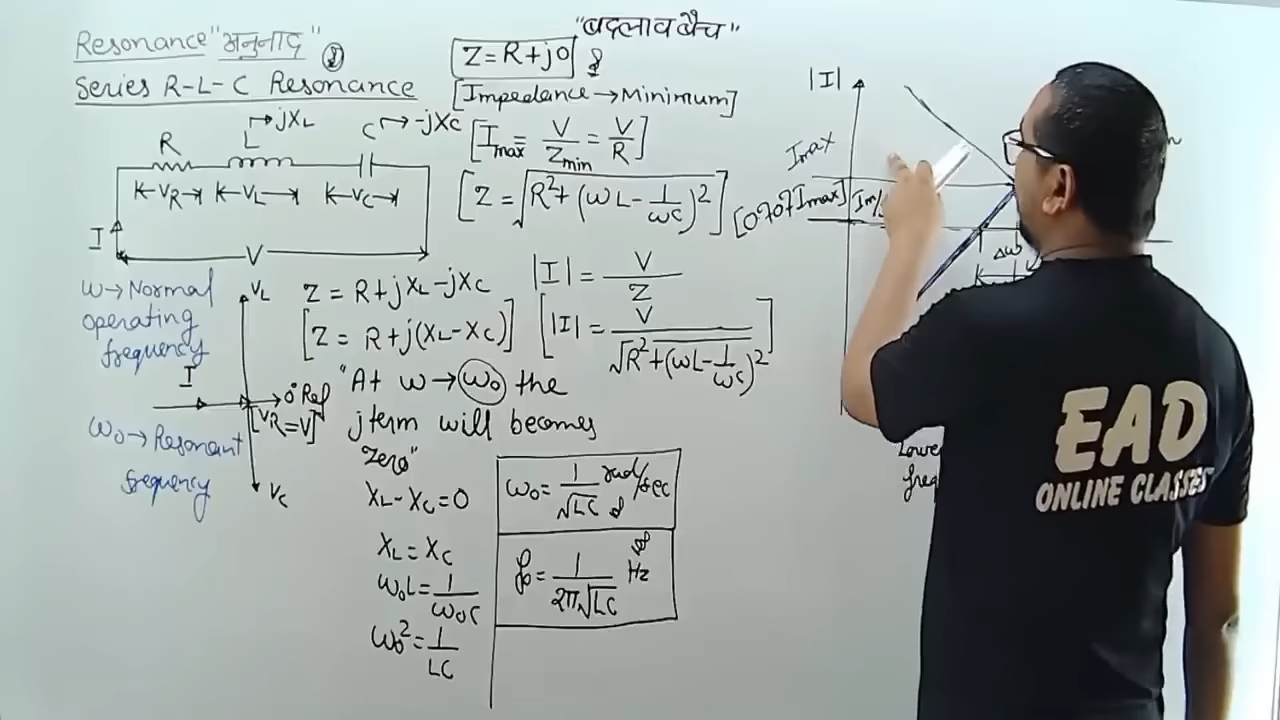 "बदलाव बैच"
Resonance "अनुनाद"
Series R-L-C Resonance
R
L
jXL
C
-jXC
VR
VL
VC
I
V
ω→Normal
operating
frequency
VL
I
0° Ref
[VR=V]
ω₀→Resonant
frequency
VC
Z=R+j0
[Impedance→Minimum]
[Imax = V/Zmin = V/R]
[Z = √R²+(ωL-1/ωC)²]
Z = R+jXL-jXC
[Z = R+j(XL-XC)]
|I| = V/Z
[|I| = V/√R²+(ωL-1/ωC)²]
"At ω→ω₀ the
j term will becomes
zero"
XL-XC=0
XL=XC
ω₀L=1/ω₀C
ω₀²=1/LC
ω₀=1/√LC rad/sec
f₀=1/2π√LC Hz
|I|
Imax
[0.707Imax]
Δω
EAD
ONLINE CLASSES